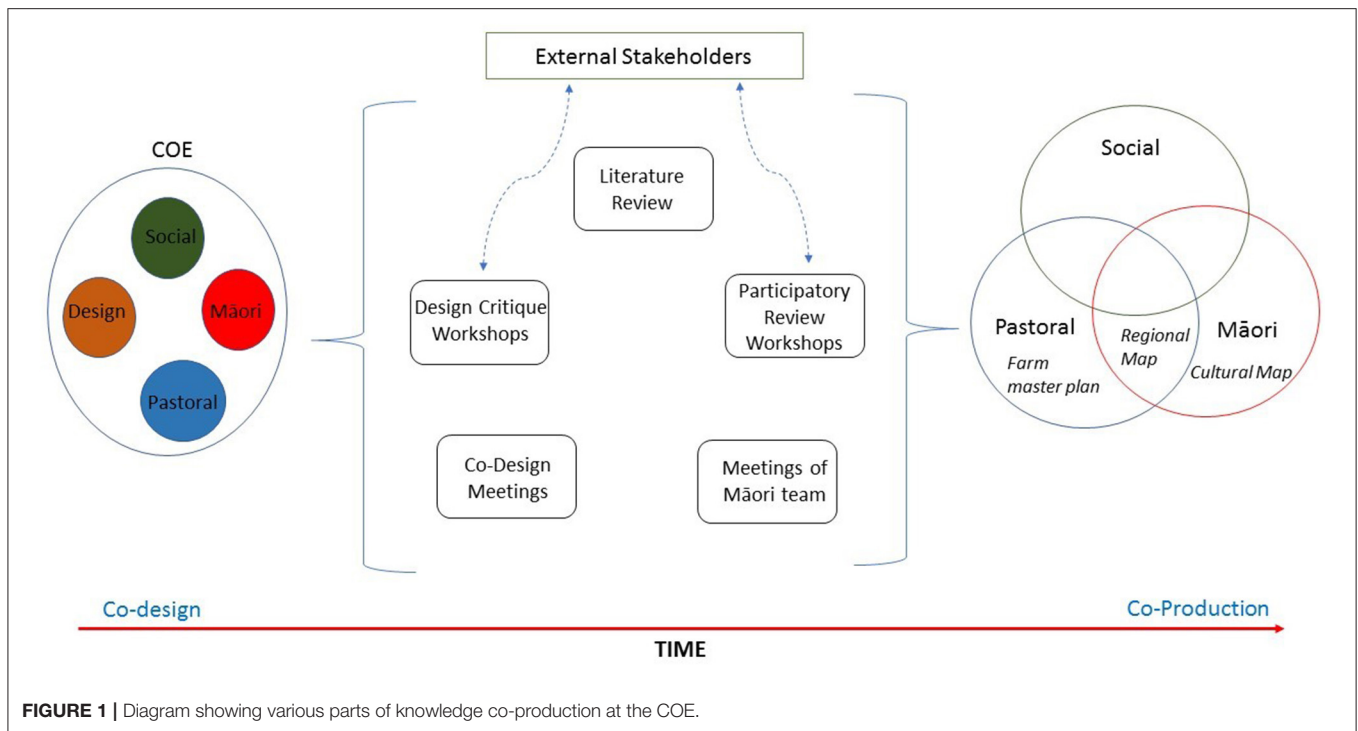 External Stakeholders
COE
Social
Design
Māori
Pastoral
Literature
Review
Design Critique
Workshops
Participatory
Review
Workshops
Co-Design
Meetings
Meetings of
Māori team
Social
Pastoral
Farm
master plan
Regional
Map
Māori
Cultural Map
Co-design
Co-Production
TIME
FIGURE 1 | Diagram showing various parts of knowledge co-production at the COE.